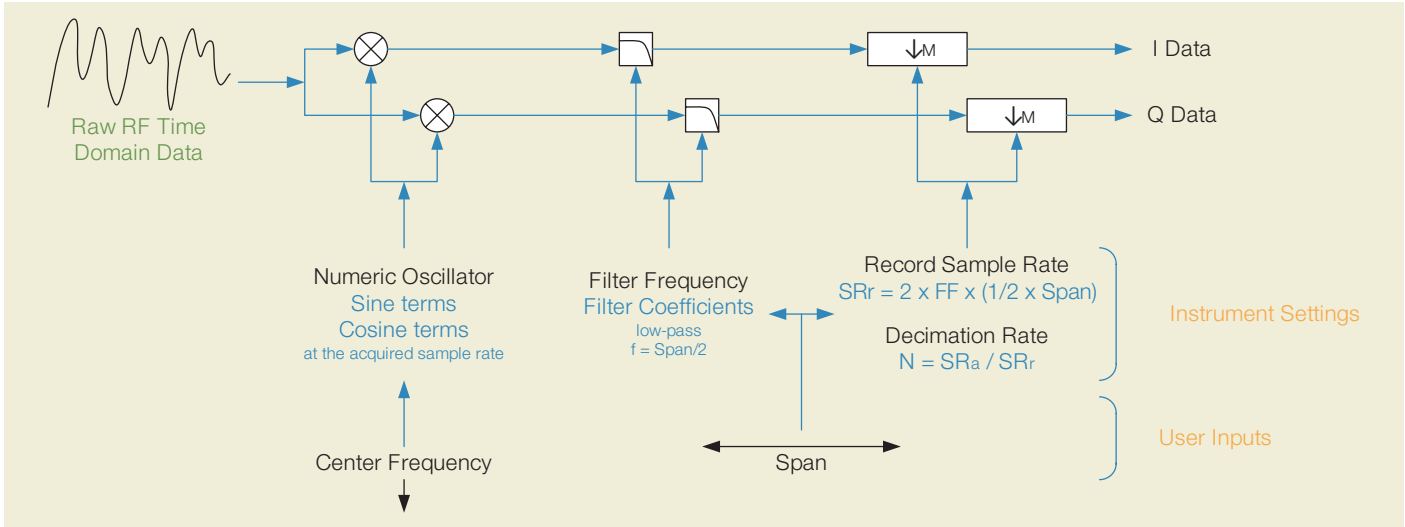 I Data
↓M
Q Data
↓M
Raw RF Time
Domain Data
Numeric Oscillator
Sine terms
Cosine terms
at the acquired sample rate
Filter Frequency
Filter Coefficients
low-pass
f = Span/2
Record Sample Rate
SRr = 2 x FF x (1/2 x Span)
Decimation Rate
N = SRa / SRr
Instrument Settings
User Inputs
Center Frequency
Span